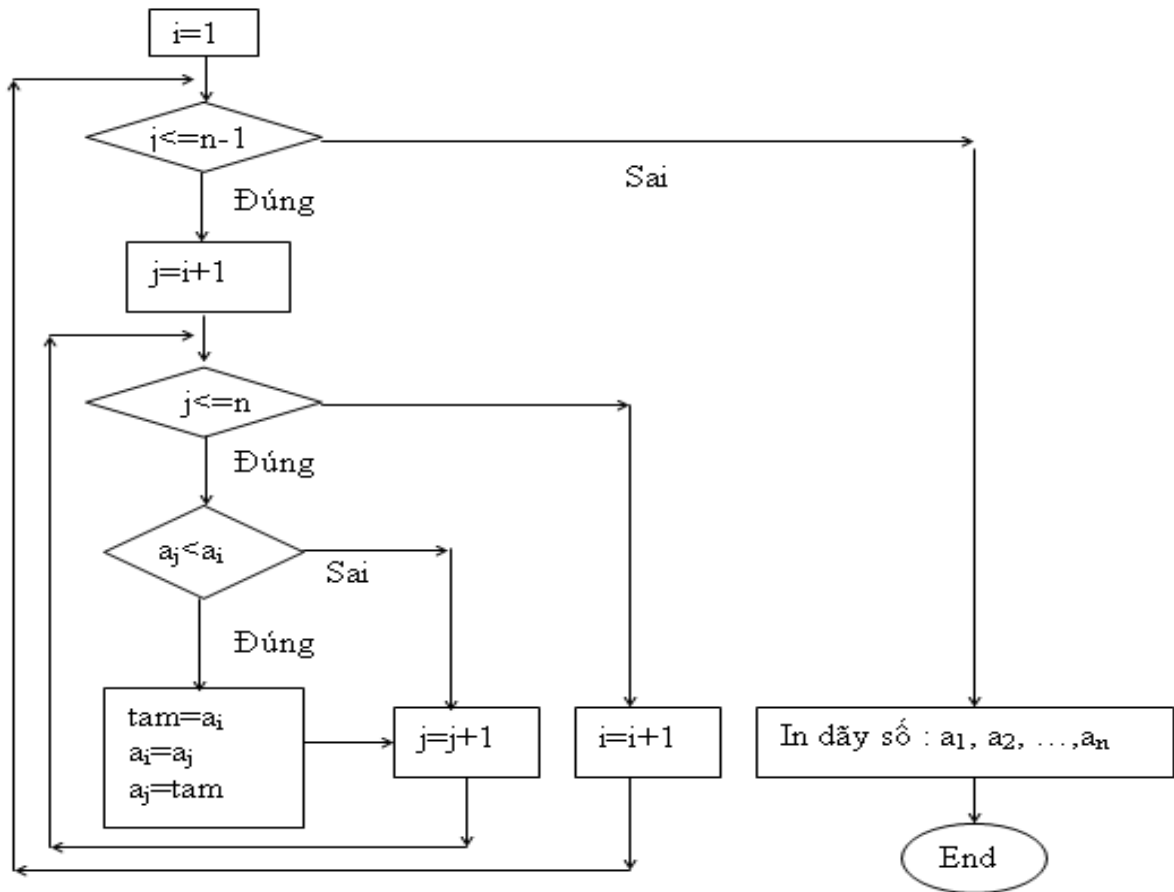 i=1
j<=n-1
Sai
Đúng
j=i+1
j<=n
Đúng
aj<ai
Sai
Đúng
tam=ai
ai=aj
aj=tam
j=j+1
i=i+1
In dãy số : a1, a2, ...,an
End